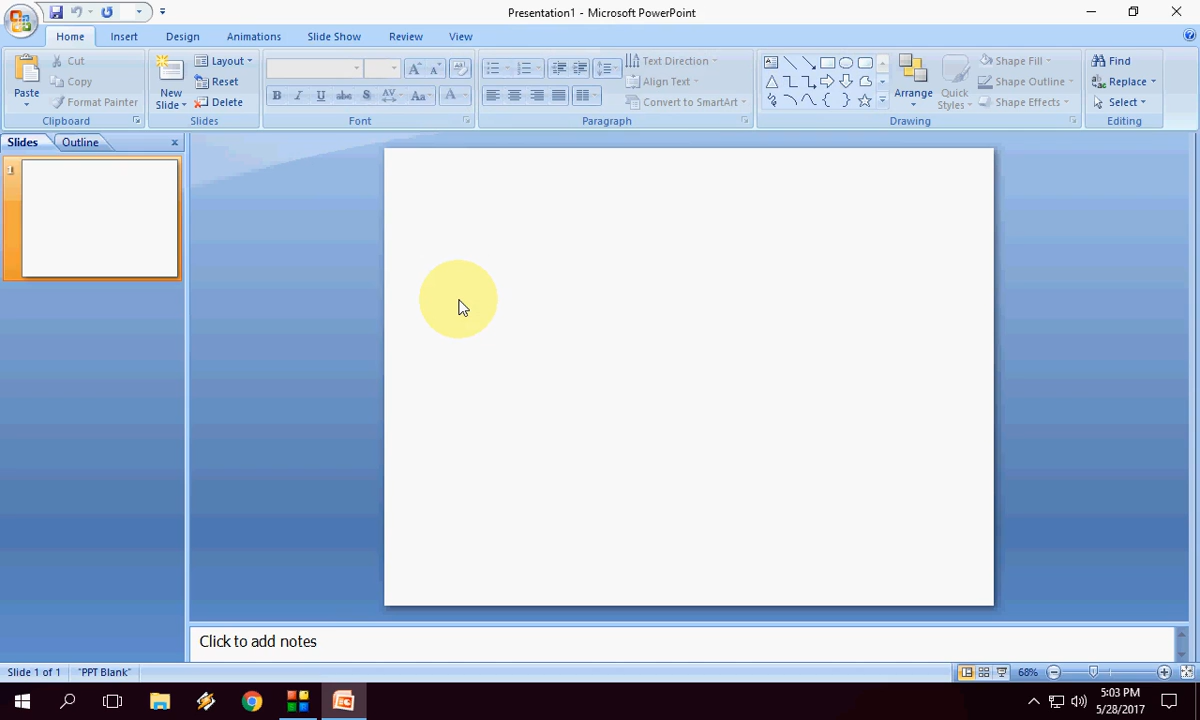 Presentation1 - Microsoft PowerPoint
Home Insert Design Animations Slide Show Review View
Paste
Cut
Copy
Format Painter
Clipboard
New Slide
Layout
Reset
Delete
Slides
B I U abc S AV Aa A
Font
Text Direction
Align Text
Convert to SmartArt
Paragraph
Arrange
Quick Styles
Shape Fill
Shape Outline
Shape Effects
Drawing
Find
Replace
Select
Editing
Slides Outline
1
Click to add notes
Slide 1 of 1 "PPT Blank" 68%
5:03 PM
5/28/2017